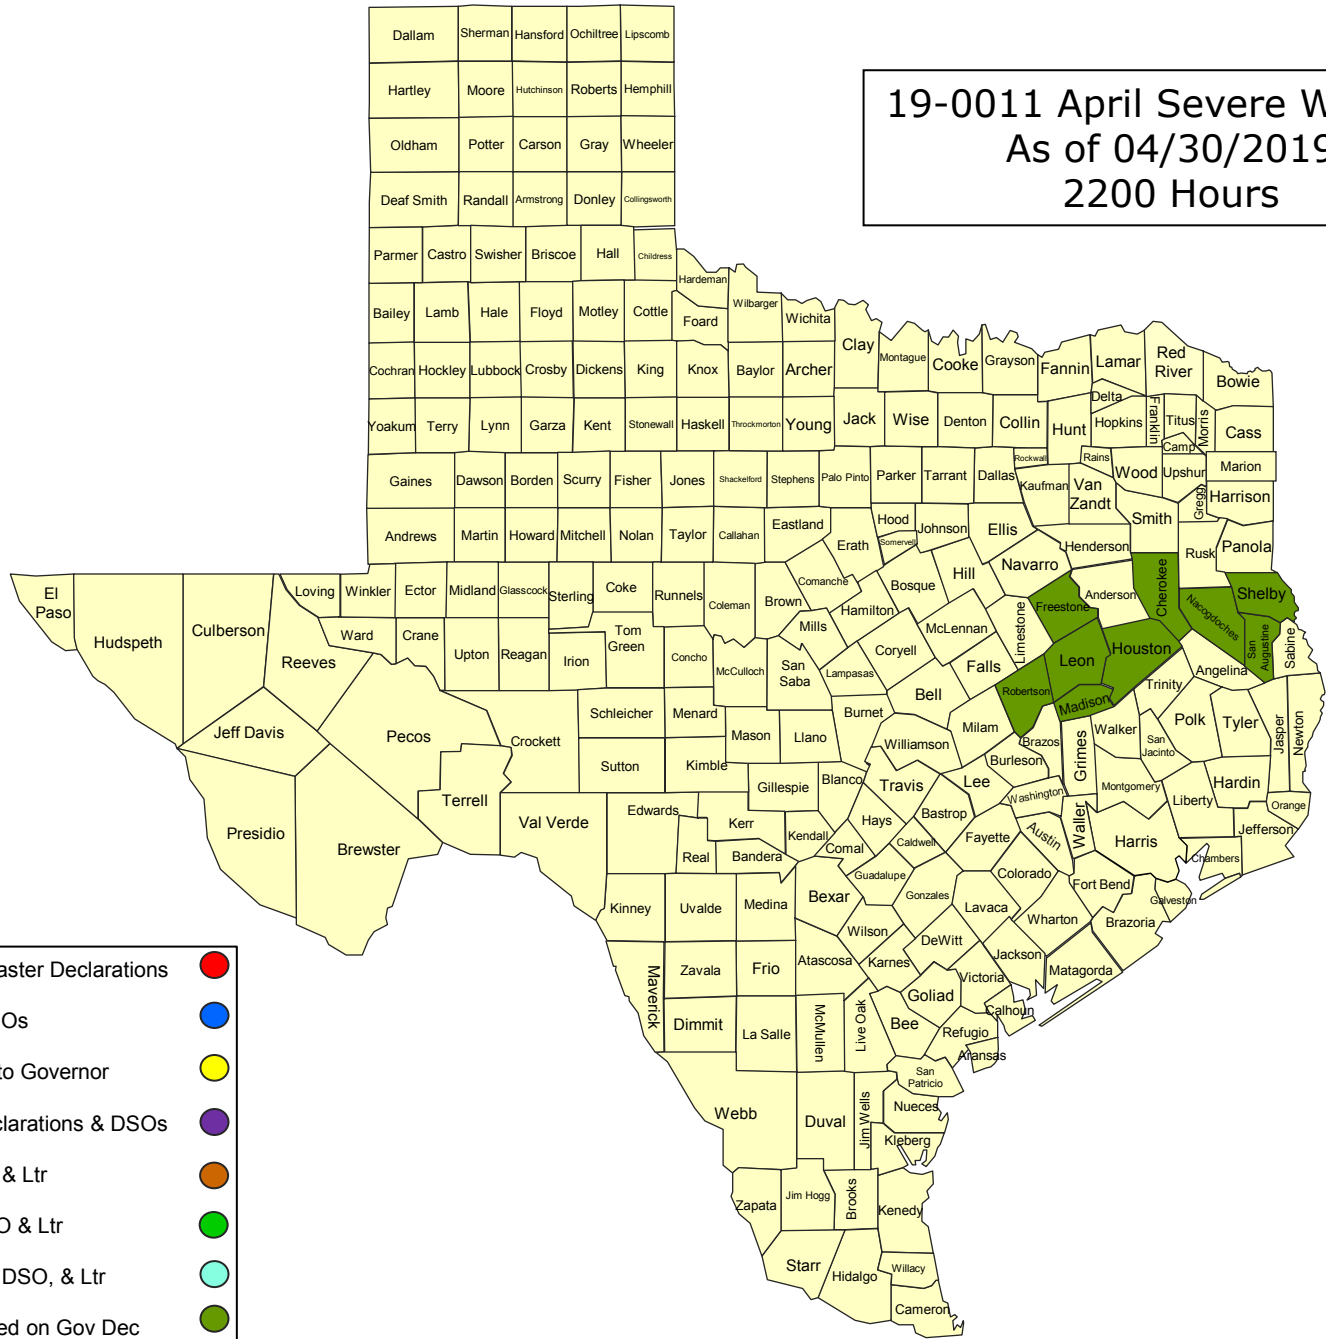 19-0011 April Severe W
As of 04/30/2019
2200 Hours
Dallam Sherman Hansford Ochiltree Lipscomb
Hartley Moore Hutchinson Roberts Hemphill
Oldham Potter Carson Gray Wheeler
Deaf Smith Randall Armstrong Donley Collingsworth
Parmer Castro Swisher Briscoe Hall Childress
Hardeman
Bailey Lamb Hale Floyd Motley Cottle Foard Wilbarger Wichita
Clay Montague Cooke Grayson Fannin Lamar Red
River
Bowie
Cochran Hockley Lubbock Crosby Dickens King Knox Baylor Archer
Delta
Yoakum Terry Lynn Garza Kent Stonewall Haskell Throckmorton Young Jack Wise Denton Collin Hunt Hopkins Franklin Titus Morris Cass
Camp
Rockwall Rains
Gaines Dawson Borden Scurry Fisher Jones Shackelford Stephens Palo Pinto Parker Tarrant Dallas Kaufman Van
Zandt
Wood Upshur Marion
Gregg Harrison
Andrews Martin Howard Mitchell Nolan Taylor Callahan Eastland Erath Hood Somervell Johnson Ellis Henderson Smith Rusk Panola
El
Paso
Hudspeth Culberson Loving Winkler Ector Midland Glasscock Sterling Coke Runnels Coleman Brown Comanche Hamilton Bosque Hill Navarro Freestone Anderson Cherokee Nacogdoches Shelby
Reeves Ward Crane Upton Reagan Irion Tom
Green
Concho McCulloch San
Saba
Mills Lampasas Coryell McLennan Limestone Falls Leon Houston Angelina San
Augustine
Sabine
Jeff Davis Pecos Crockett Schleicher Menard Mason Llano Burnet Bell Milam Robertson Madison Trinity Polk Tyler Jasper Newton
Sutton Kimble Gillespie Blanco Williamson Travis Lee Burleson Brazos Grimes Walker San
Jacinto
Presidio Brewster Terrell Val Verde Edwards Kerr Kendall Hays Bastrop Washington Montgomery Liberty Hardin Orange
Real Bandera Comal Caldwell Fayette Austin Waller Harris Jefferson Chambers
Kinney Uvalde Medina Bexar Guadalupe Gonzales Lavaca Colorado Fort Bend Galveston
Wilson DeWitt Wharton Brazoria
Maverick Zavala Frio Atascosa Karnes Victoria Jackson Matagorda
Dimmit La Salle McMullen Live Oak Bee Goliad Refugio Calhoun Aransas
Webb Duval Jim Wells San
Patricio
Nueces
Kleberg
Zapata Jim Hogg Brooks Kenedy
Starr Hidalgo Willacy
Cameron
aster Declarations
Os
to Governor
clarations & DSOs
& Ltr
O & Ltr
DSO, & Ltr
ed on Gov Dec